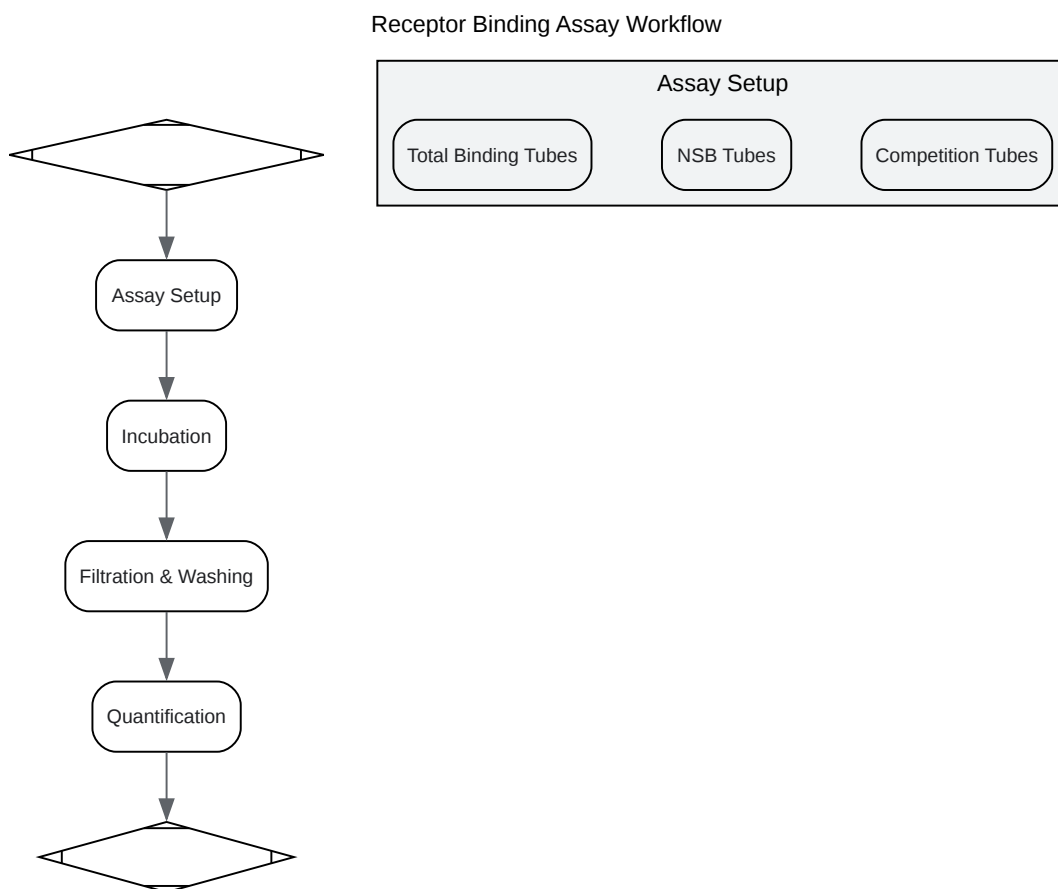 Receptor Binding Assay Workflow
Assay Setup
Total Binding Tubes
NSB Tubes
Competition Tubes
Assay Setup
Incubation
Filtration & Washing
Quantification